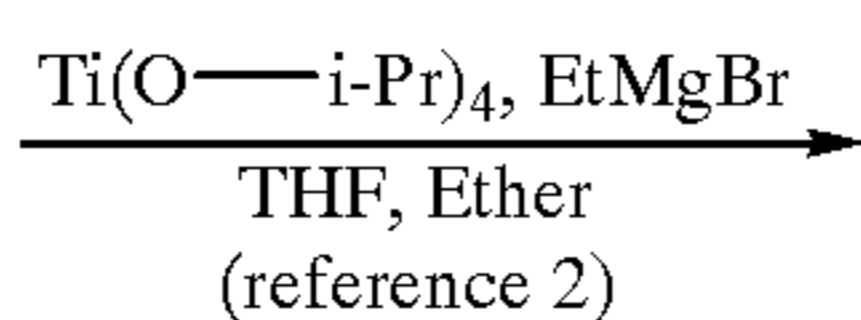 Ti(O—i-Pr)4, EtMgBr
THF, Ether
(reference 2)